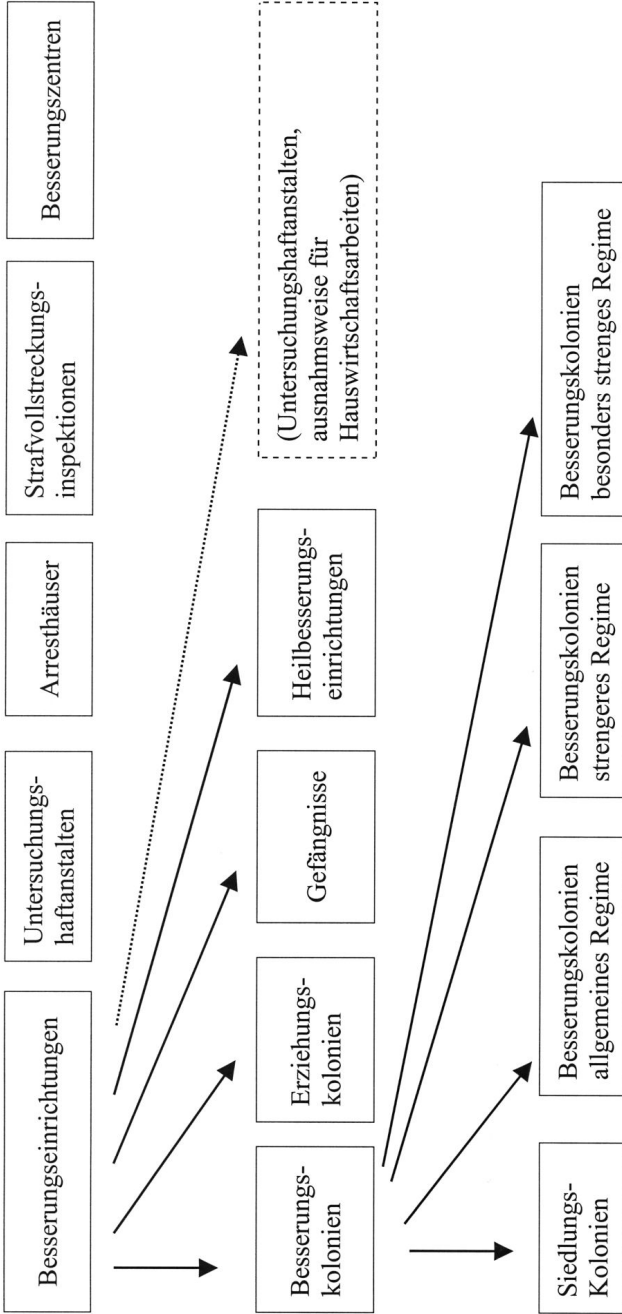 Besserungseinrichtungen
Untersuchungs-
haftanstalten
Arresthäuser
Strafvollstreckungs-
inspektionen
Besserungszentren
Besserungs-
kolonien
Erziehungs-
kolonien
Gefängnisse
Heilbesserungs-
einrichtungen
(Untersuchungshaftanstalten,
ausnahmsweise für
Hauswirtschaftsarbeiten)
Siedlungs-
Kolonien
Besserungskolonien
allgemeines Regime
Besserungskolonien
strengeres Regime
Besserungskolonien
besonders strenges Regime